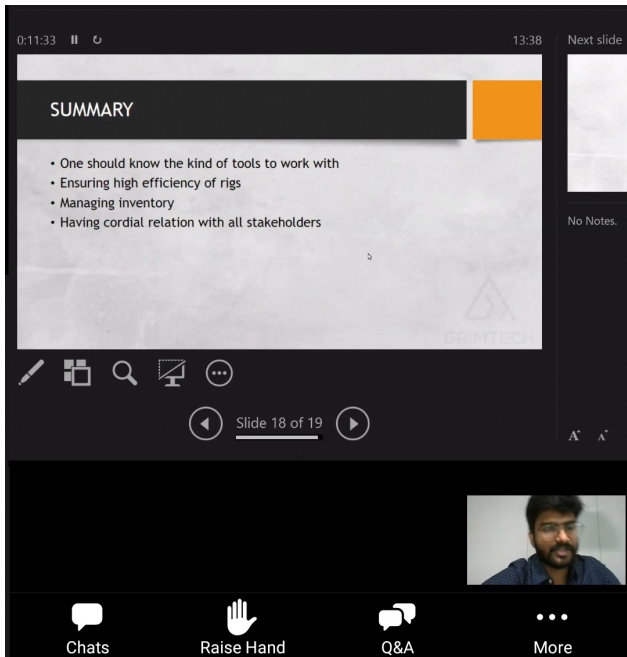 0:11:33
13:38
Next slide
SUMMARY
• One should know the kind of tools to work with
• Ensuring high efficiency of rigs
• Managing inventory
• Having cordial relation with all stakeholders
No Notes.
GRIMTECH
Slide 18 of 19
A A
Chats
Raise Hand
Q&A
More